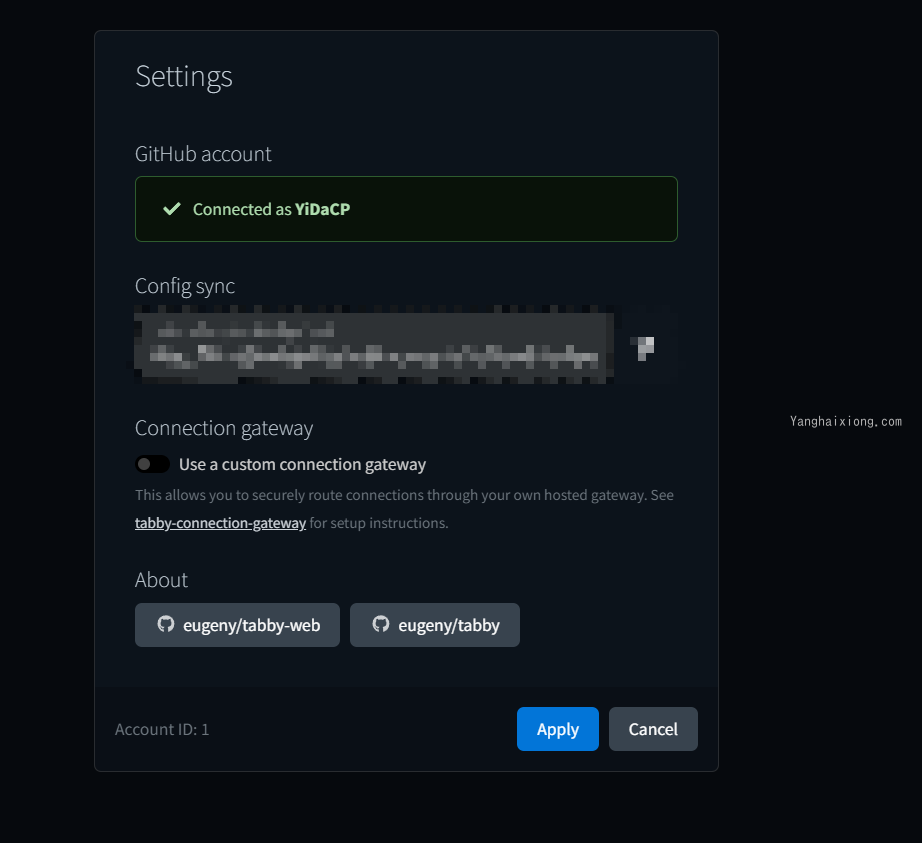 Settings
GitHub account
Connected as YiDaCP
Config sync
Connection gateway
Yanghaixiong.com
Use a custom connection gateway
This allows you to securely route connections through your own hosted gateway. See
tabby-connection-gateway for setup instructions.
About
eugeny/tabby-web
eugeny/tabby
Account ID: 1
Apply
Cancel